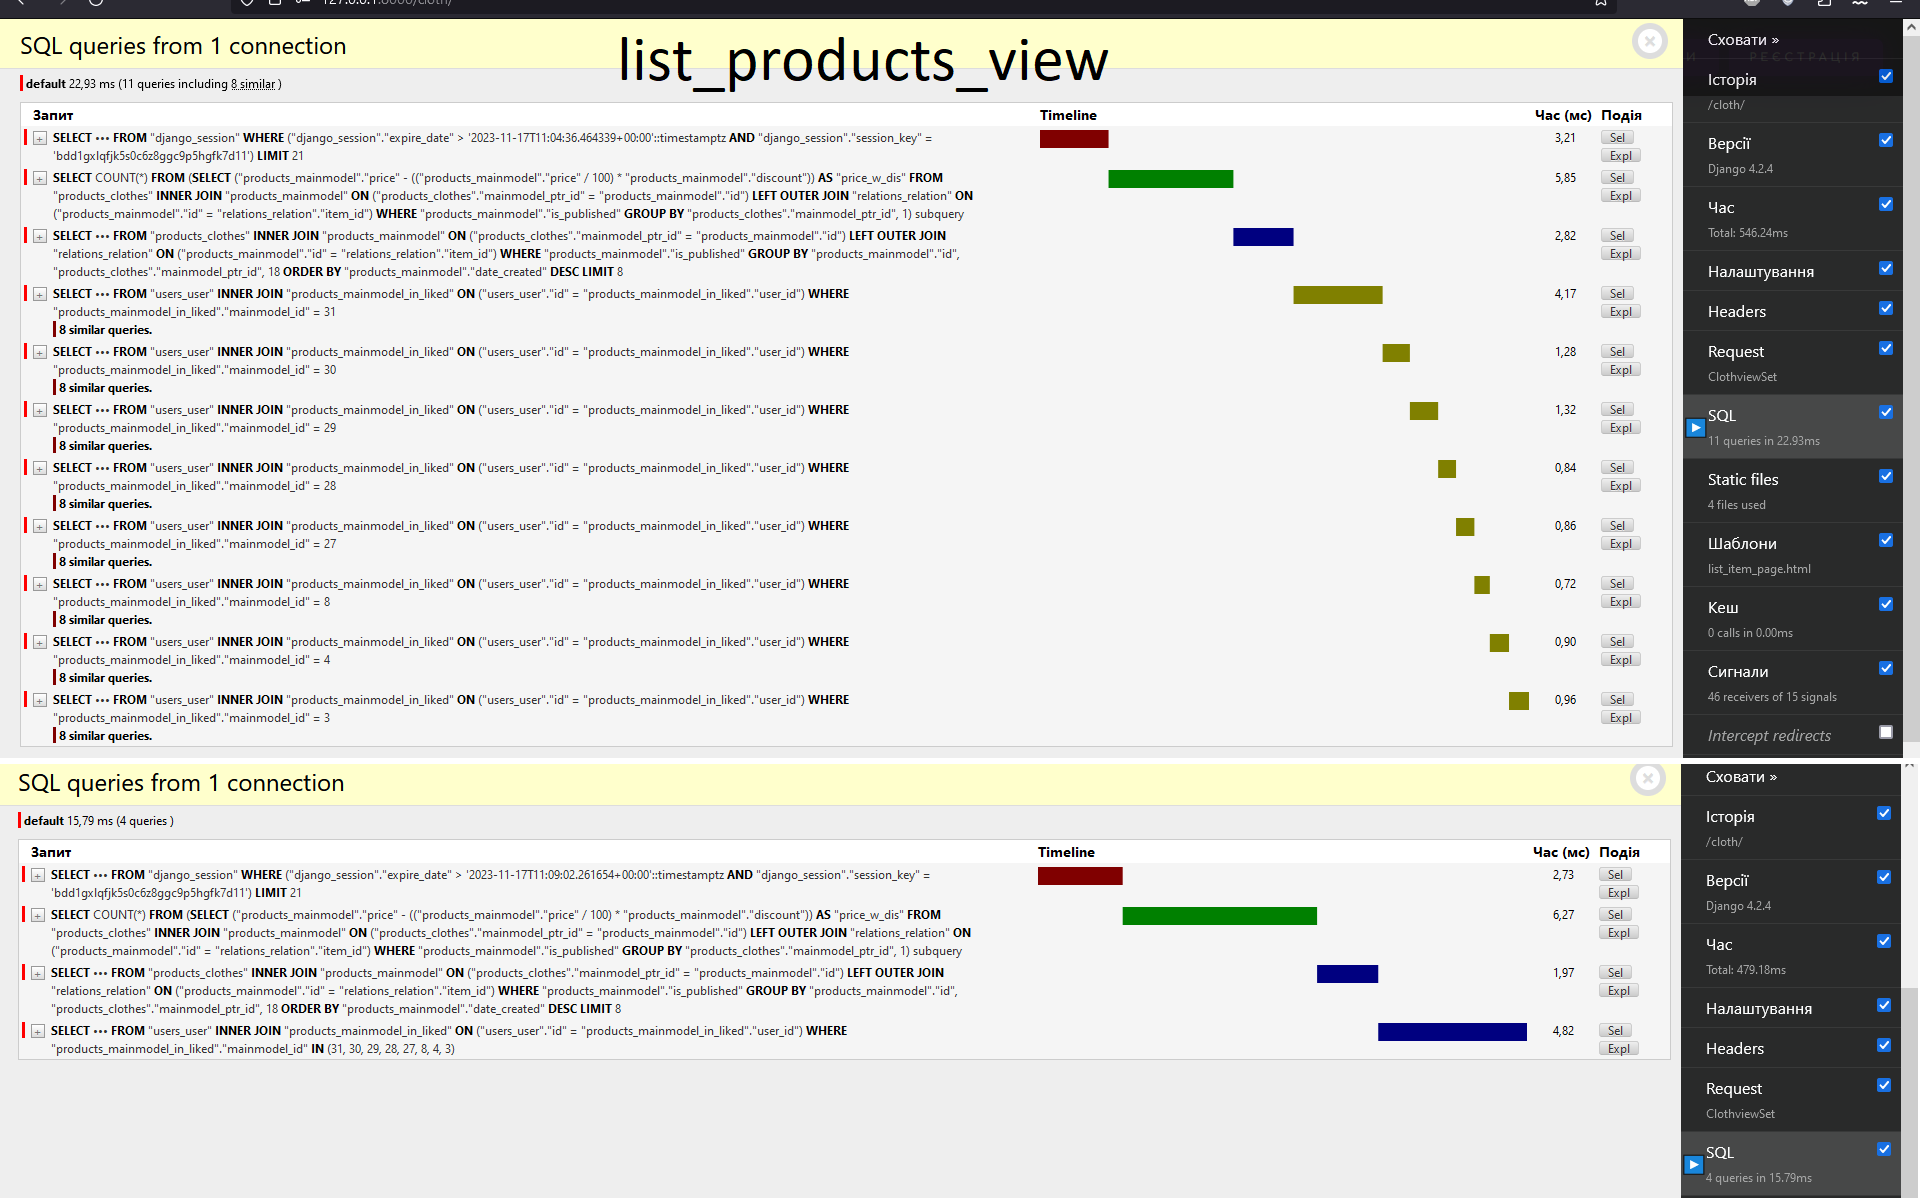 127.0.0.1:8000/cloth/
SQL queries from 1 connection
list_products_view
default 22,93 ms (11 queries including 8 similar )
Запит Timeline Час (мс) Подія
SELECT ••• FROM "django_session" WHERE ("django_session"."expire_date" > '2023-11-17T11:04:36.464339+00:00'::timestamptz AND "django_session"."session_key" = 3,21 Sel
'bdd1gxlqfjk5s0c6z8ggc9p5hgfk7d11') LIMIT 21 Expl
SELECT COUNT(*) FROM (SELECT ("products_mainmodel"."price" - (("products_mainmodel"."price" / 100) * "products_mainmodel"."discount")) AS "price_w_dis" FROM 5,85 Sel
"products_clothes" INNER JOIN "products_mainmodel" ON ("products_clothes"."mainmodel_ptr_id" = "products_mainmodel"."id") LEFT OUTER JOIN "relations_relation" ON Expl
("products_mainmodel"."id" = "relations_relation"."item_id") WHERE "products_mainmodel"."is_published" GROUP BY "products_clothes"."mainmodel_ptr_id", 1) subquery
SELECT ••• FROM "products_clothes" INNER JOIN "products_mainmodel" ON ("products_clothes"."mainmodel_ptr_id" = "products_mainmodel"."id") LEFT OUTER JOIN 2,82 Sel
"relations_relation" ON ("products_mainmodel"."id" = "relations_relation"."item_id") WHERE "products_mainmodel"."is_published" GROUP BY "products_mainmodel"."id", Expl
"products_clothes"."mainmodel_ptr_id", 18 ORDER BY "products_mainmodel"."date_created" DESC LIMIT 8
SELECT ••• FROM "users_user" INNER JOIN "products_mainmodel_in_liked" ON ("users_user"."id" = "products_mainmodel_in_liked"."user_id") WHERE 4,17 Sel
"products_mainmodel_in_liked"."mainmodel_id" = 31 Expl
8 similar queries.
SELECT ••• FROM "users_user" INNER JOIN "products_mainmodel_in_liked" ON ("users_user"."id" = "products_mainmodel_in_liked"."user_id") WHERE 1,28 Sel
"products_mainmodel_in_liked"."mainmodel_id" = 30 Expl
8 similar queries.
SELECT ••• FROM "users_user" INNER JOIN "products_mainmodel_in_liked" ON ("users_user"."id" = "products_mainmodel_in_liked"."user_id") WHERE 1,32 Sel
"products_mainmodel_in_liked"."mainmodel_id" = 29 Expl
8 similar queries.
SELECT ••• FROM "users_user" INNER JOIN "products_mainmodel_in_liked" ON ("users_user"."id" = "products_mainmodel_in_liked"."user_id") WHERE 0,84 Sel
"products_mainmodel_in_liked"."mainmodel_id" = 28 Expl
8 similar queries.
SELECT ••• FROM "users_user" INNER JOIN "products_mainmodel_in_liked" ON ("users_user"."id" = "products_mainmodel_in_liked"."user_id") WHERE 0,86 Sel
"products_mainmodel_in_liked"."mainmodel_id" = 27 Expl
8 similar queries.
SELECT ••• FROM "users_user" INNER JOIN "products_mainmodel_in_liked" ON ("users_user"."id" = "products_mainmodel_in_liked"."user_id") WHERE 0,72 Sel
"products_mainmodel_in_liked"."mainmodel_id" = 8 Expl
8 similar queries.
SELECT ••• FROM "users_user" INNER JOIN "products_mainmodel_in_liked" ON ("users_user"."id" = "products_mainmodel_in_liked"."user_id") WHERE 0,90 Sel
"products_mainmodel_in_liked"."mainmodel_id" = 4 Expl
8 similar queries.
SELECT ••• FROM "users_user" INNER JOIN "products_mainmodel_in_liked" ON ("users_user"."id" = "products_mainmodel_in_liked"."user_id") WHERE 0,96 Sel
"products_mainmodel_in_liked"."mainmodel_id" = 3 Expl
8 similar queries.
Сховати »
РЕЄСТРАЦІЯ
Історія
/cloth/
Версії
Django 4.2.4
Час
Total: 546.24ms
Налаштування
Headers
Request
ClothviewSet
SQL
11 queries in 22.93ms
Static files
4 files used
Шаблони
list_item_page.html
Кеш
0 calls in 0.00ms
Сигнали
46 receivers of 15 signals
Intercept redirects
SQL queries from 1 connection
default 15,79 ms (4 queries )
Запит Timeline Час (мс) Подія
SELECT ••• FROM "django_session" WHERE ("django_session"."expire_date" > '2023-11-17T11:09:02.261654+00:00'::timestamptz AND "django_session"."session_key" = 2,73 Sel
'bdd1gxlqfjk5s0c6z8ggc9p5hgfk7d11') LIMIT 21 Expl
SELECT COUNT(*) FROM (SELECT ("products_mainmodel"."price" - (("products_mainmodel"."price" / 100) * "products_mainmodel"."discount")) AS "price_w_dis" FROM 6,27 Sel
"products_clothes" INNER JOIN "products_mainmodel" ON ("products_clothes"."mainmodel_ptr_id" = "products_mainmodel"."id") LEFT OUTER JOIN "relations_relation" ON Expl
("products_mainmodel"."id" = "relations_relation"."item_id") WHERE "products_mainmodel"."is_published" GROUP BY "products_clothes"."mainmodel_ptr_id", 1) subquery
SELECT ••• FROM "products_clothes" INNER JOIN "products_mainmodel" ON ("products_clothes"."mainmodel_ptr_id" = "products_mainmodel"."id") LEFT OUTER JOIN 1,97 Sel
"relations_relation" ON ("products_mainmodel"."id" = "relations_relation"."item_id") WHERE "products_mainmodel"."is_published" GROUP BY "products_mainmodel"."id", Expl
"products_clothes"."mainmodel_ptr_id", 18 ORDER BY "products_mainmodel"."date_created" DESC LIMIT 8
SELECT ••• FROM "users_user" INNER JOIN "products_mainmodel_in_liked" ON ("users_user"."id" = "products_mainmodel_in_liked"."user_id") WHERE 4,82 Sel
"products_mainmodel_in_liked"."mainmodel_id" IN (31, 30, 29, 28, 27, 8, 4, 3) Expl
Сховати »
Історія
/cloth/
Версії
Django 4.2.4
Час
Total: 479.18ms
Налаштування
Headers
Request
ClothviewSet
SQL
4 queries in 15.79ms